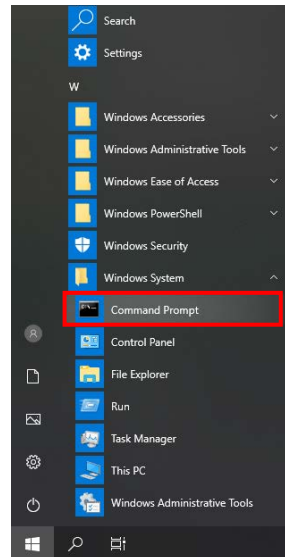 Search
Settings
W
Windows Accessories
Windows Administrative Tools
Windows Ease of Access
Windows PowerShell
Windows Security
Windows System
Command Prompt
Control Panel
File Explorer
Run
Task Manager
This PC
Windows Administrative Tools